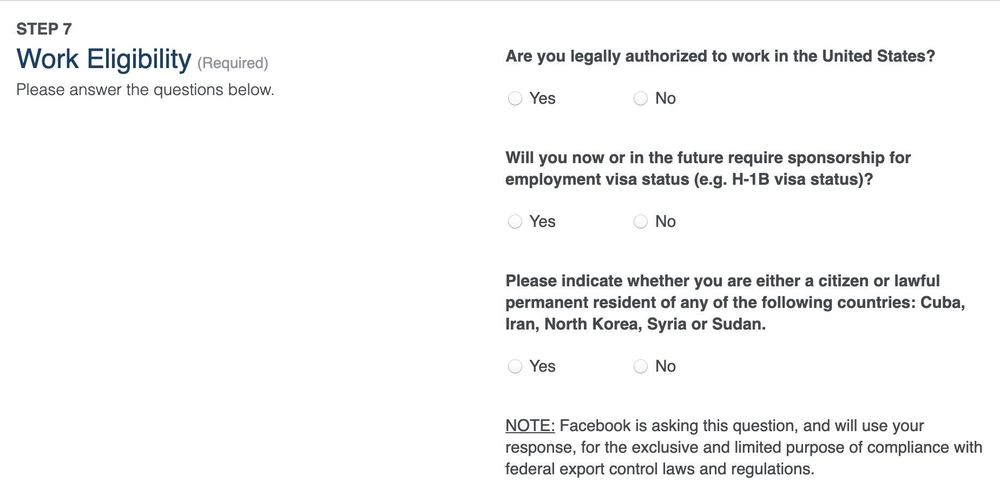 STEP 7
Work Eligibility (Required)
Please answer the questions below.
Are you legally authorized to work in the United States?
Yes No
Will you now or in the future require sponsorship for
employment visa status (e.g. H-1B visa status)?
Yes No
Please indicate whether you are either a citizen or lawful
permanent resident of any of the following countries: Cuba,
Iran, North Korea, Syria or Sudan.
Yes No
NOTE: Facebook is asking this question, and will use your
response, for the exclusive and limited purpose of compliance with
federal export control laws and regulations.